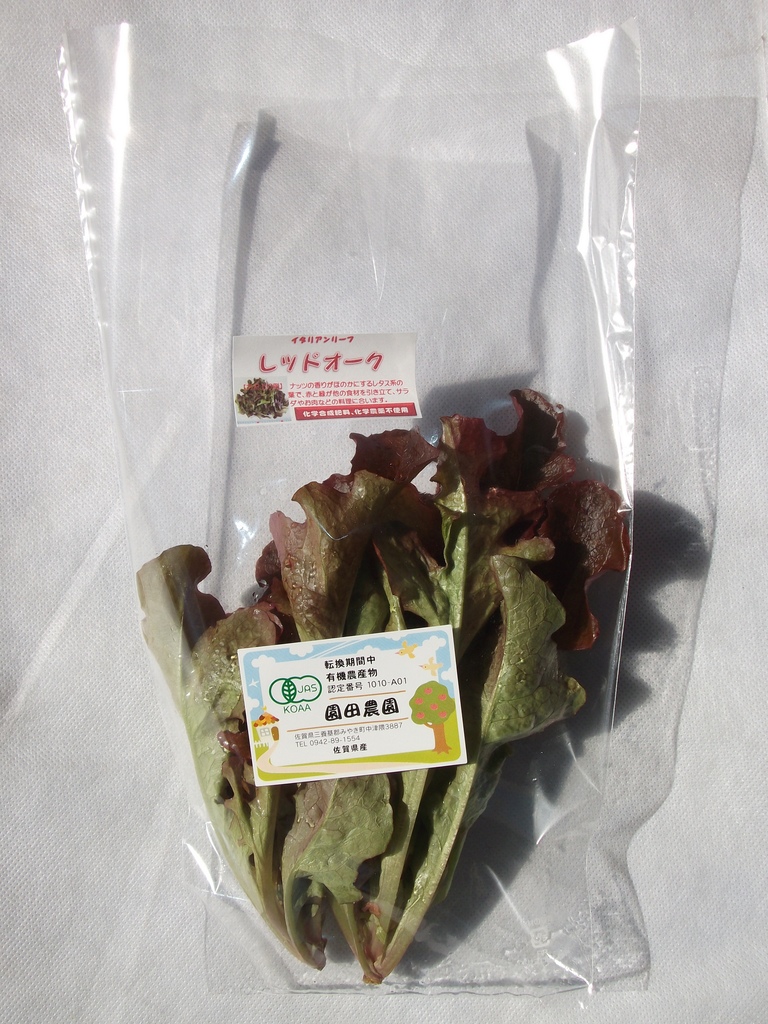 イタリアンリーフ
レッドオーク
ナッツの香りがほのかにするレタス系の
葉で、赤と緑が他の食材を引き立て、サラ
ダやお肉などの料理に合います。
化学合成肥料、化学農薬不使用
転換期間中
有機農産物
認定番号 1010-A01
JAS
KOAA
園田農園
佐賀県三養基郡みやき町中津隈3887
TEL 0942-89-1554
佐賀県産